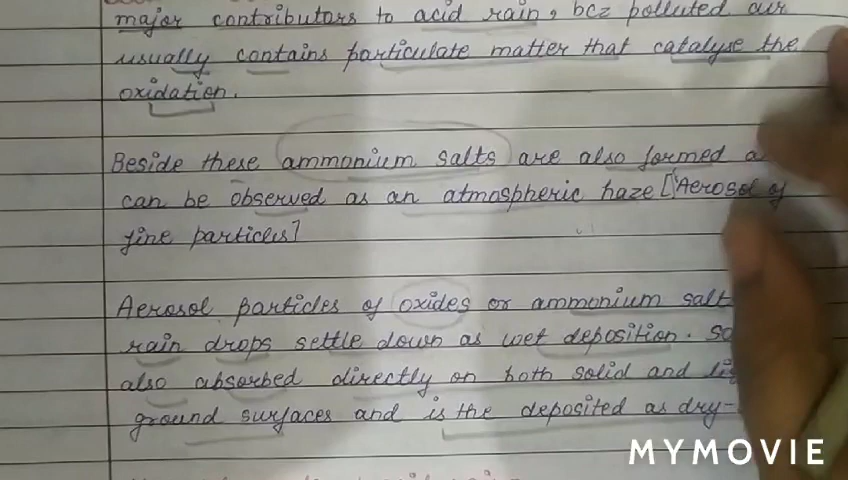 major contributors to acid rain, bcz polluted air
usually contains particulate matter that catalyse the
oxidation.
Beside these ammonium salts are also formed
can be observed as an atmospheric haze [Aerosol of
fine particles]
Aerosol particles of oxides or ammonium salt
rain drops settle down as wet deposition.
also absorbed directly on both solid and
ground surfaces and is the deposited as dry-
MYMOVIE